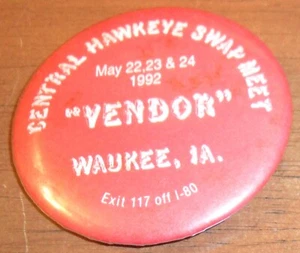 CENTRAL HAWKEYE SWAP MEET
May 22,23 & 24
1992
"VENDOR"
WAUKEE, IA.
Exit 117 off I-80